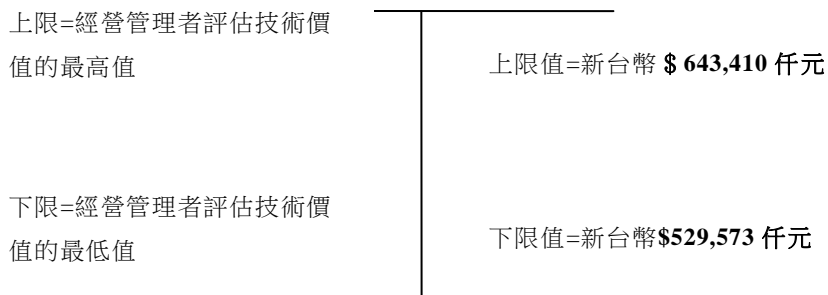 上限=經營管理者評估技術價
值的最高值
上限值=新台幣＄643,410 仟元
下限=經營管理者評估技術價
值的最低值
下限值=新台幣$529,573 仟元